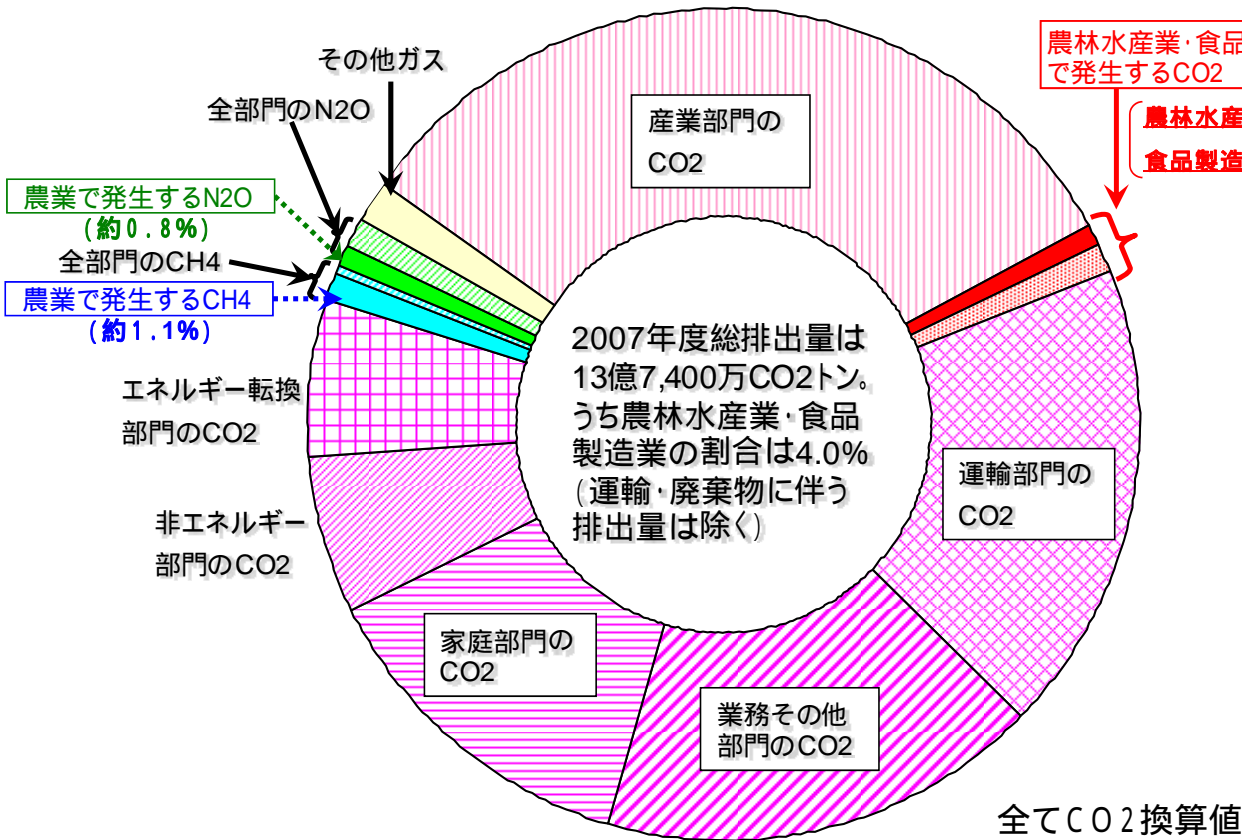 その他ガス
全部門のN2O
農業で発生するN2O
(約0.8%)
全部門のCH4
農業で発生するCH4
(約1.1%)
エネルギー転換
部門のCO2
非エネルギー
部門のCO2
家庭部門の
CO2
業務その他
部門のCO2
運輸部門の
CO2
産業部門の
CO2
農林水産業・食品
で発生するCO2
農林水産
食品製造
2007年度総排出量は
13億7,400万CO2トン。
うち農林水産業・食品
製造業の割合は4.0%
(運輸・廃棄物に伴う
排出量は除く)
全てCO2換算値